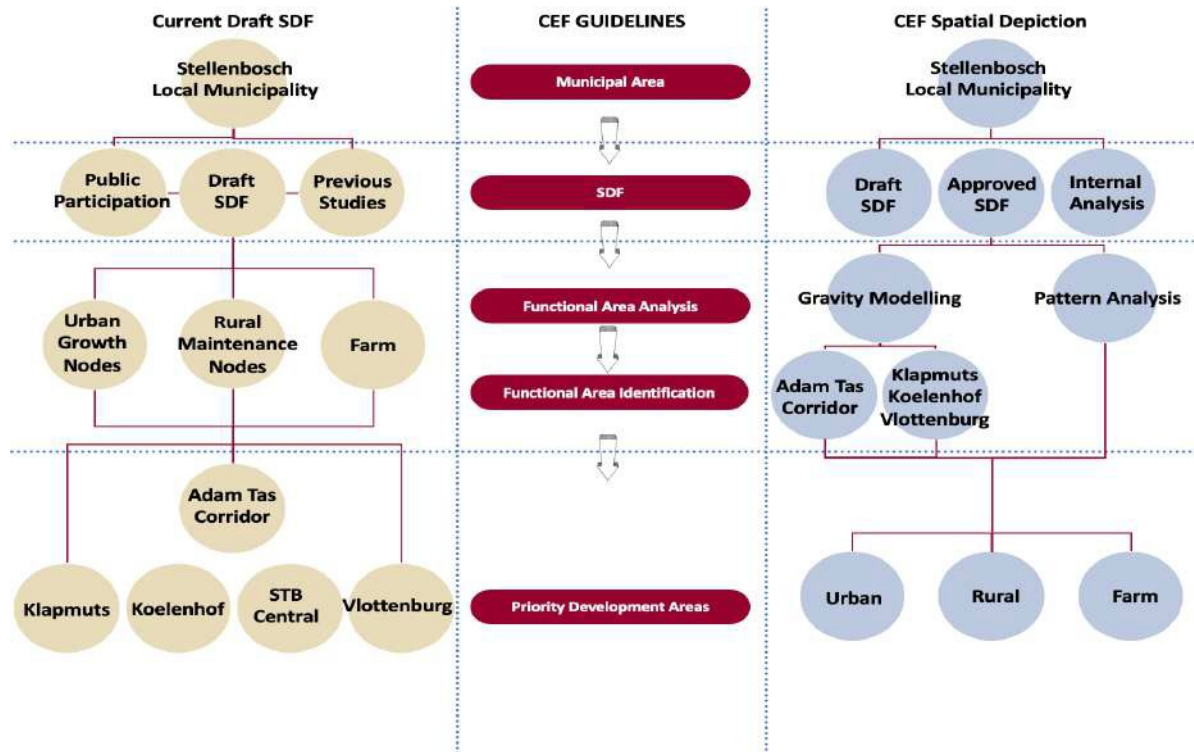 Current Draft SDF
CEF GUIDELINES
CEF Spatial Depiction
Stellenbosch
Local Municipality
Municipal Area
Stellenbosch
Local Municipality
Public
Participation
Draft
SDF
Previous
Studies
SDF
Draft
SDF
Approved
SDF
Internal
Analysis
Urban
Growth
Nodes
Rural
Maintenance
Nodes
Farm
Functional Area Analysis
Gravity Modelling
Pattern Analysis
Functional Area Identification
Adam Tas
Corridor
Klapmuts
Koelenhof
Vlottenburg
Adam Tas
Corridor
Klapmuts
Koelenhof
STB
Central
Vlottenburg
Priority Development Areas
Urban
Rural
Farm